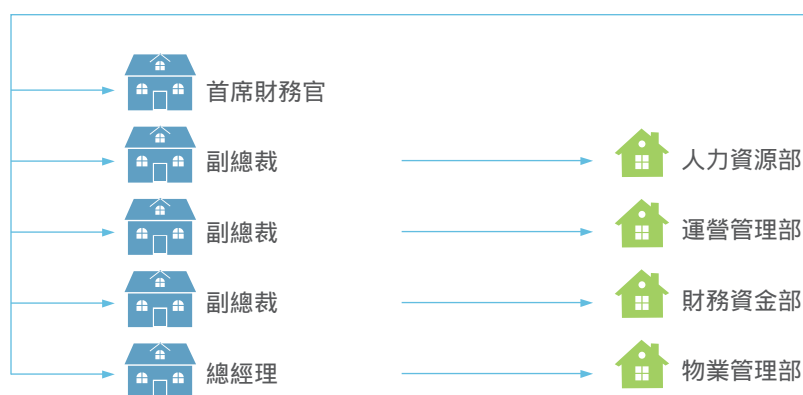 首席財務官
副總裁
人力資源部
副總裁
運營管理部
副總裁
財務資金部
總經理
物業管理部